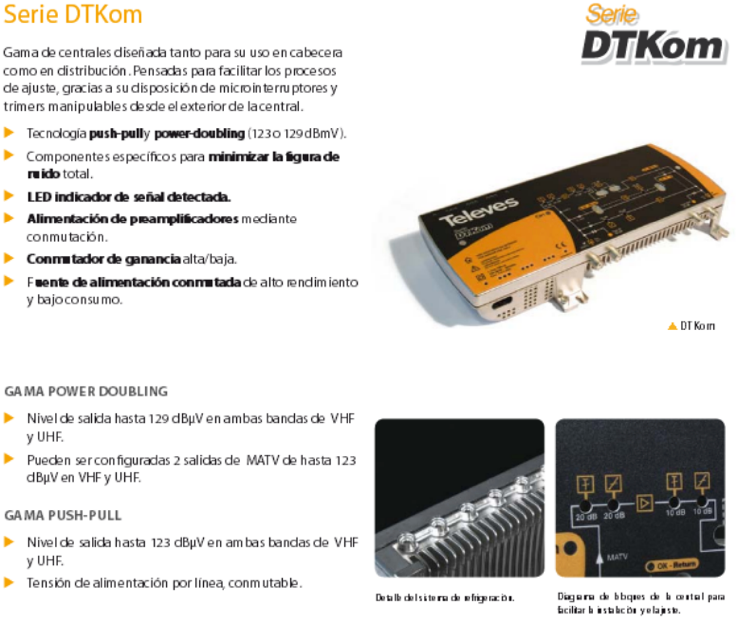 Serie DTKom
Serie
DTKom
Gama de centrales diseñada tanto para su uso en cabecera
como en distribución. Pensadas para facilitar los procesos
de ajuste, gracias a su disposición de microinterruptores y
trimers manipulables desde el exterior de la central.
Tecnología push-pull y power-doubling (123 o 129 dBmV).
Componentes específicos para minimizar la figura de
ruido total.
LED indicador de señal detectada.
Alimentación de preamplificadores mediante
conmutación.
Conmutador de ganancia alta/baja.
Fuente de alimentación conmutada de alto rendimiento
y bajo consumo.
Televes
DTKom
DTKom
GAMA POWER DOUBLING
Nivel de salida hasta 129 dBµV en ambas bandas de VHF
y UHF.
Pueden ser configuradas 2 salidas de MATV de hasta 123
dBµV en VHF y UHF.
GAMA PUSH-PULL
Nivel de salida hasta 123 dBµV en ambas bandas de VHF
y UHF.
Tensión de alimentación por línea, conmutable.
20 dB 20 dB 10 dB 10 dB
MATV
OK - Return
Detalle del sistema de refrigeración.
Diagrama de bloques de la central para
facilitar la instalación y el ajuste.